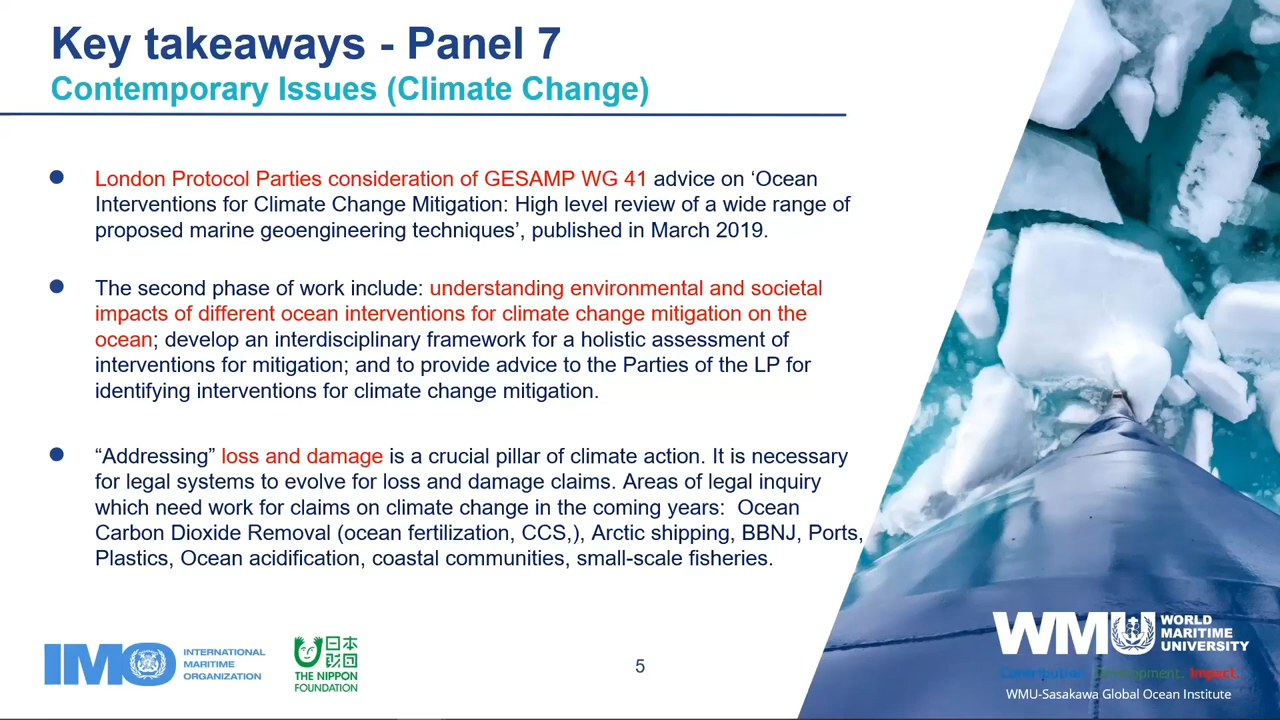 Key takeaways - Panel 7
Contemporary Issues (Climate Change)
London Protocol Parties consideration of GESAMP WG 41 advice on ‘Ocean
Interventions for Climate Change Mitigation: High level review of a wide range of
proposed marine geoengineering techniques’, published in March 2019.
The second phase of work include: understanding environmental and societal
impacts of different ocean interventions for climate change mitigation on the
ocean; develop an interdisciplinary framework for a holistic assessment of
interventions for mitigation; and to provide advice to the Parties of the LP for
identifying interventions for climate change mitigation.
“Addressing” loss and damage is a crucial pillar of climate action. It is necessary
for legal systems to evolve for loss and damage claims. Areas of legal inquiry
which need work for claims on climate change in the coming years: Ocean
Carbon Dioxide Removal (ocean fertilization, CCS,), Arctic shipping, BBNJ, Ports,
Plastics, Ocean acidification, coastal communities, small-scale fisheries.
IMO
INTERNATIONAL
MARITIME
ORGANIZATION
日本
財団
THE NIPPON
FOUNDATION
5
WMU
WORLD
MARITIME
UNIVERSITY
Contribution. Development. Impact.
WMU-Sasakawa Global Ocean Institute